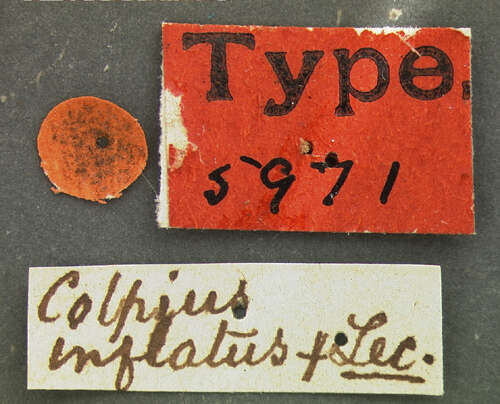 Type.
5971
Colpius
inflatus Lec.